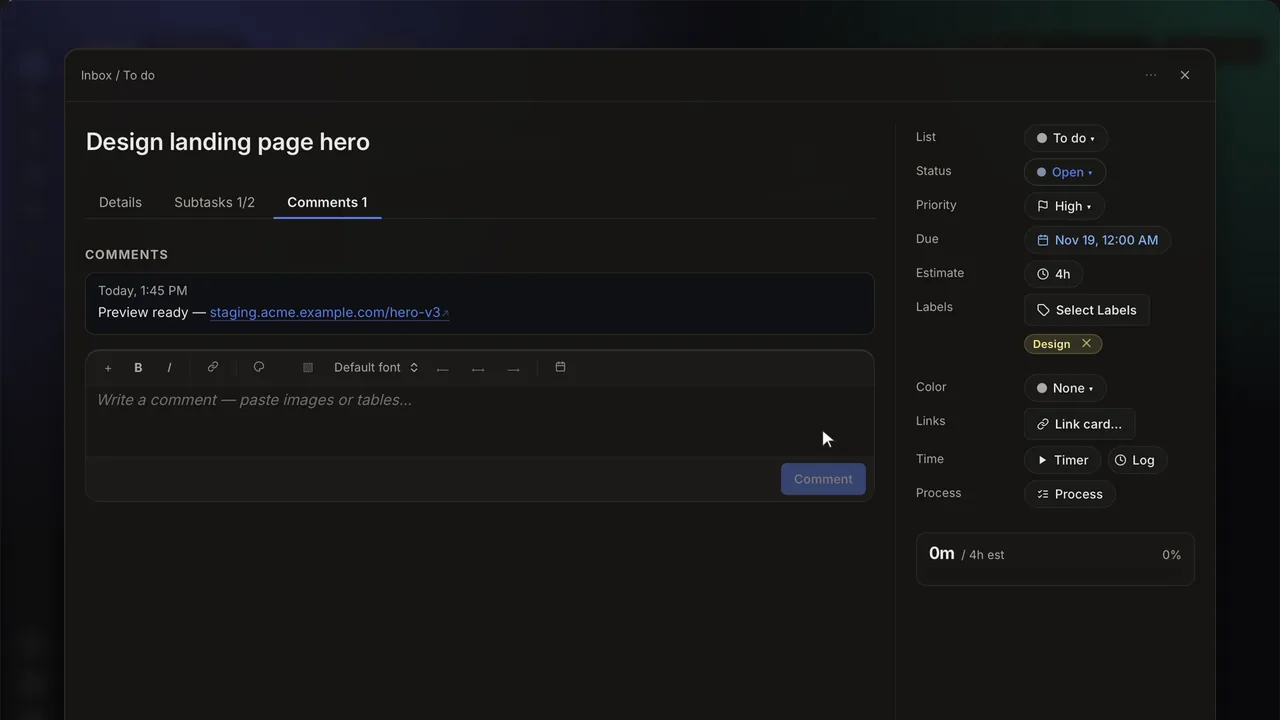 Inbox / To do
Design landing page hero
Details Subtasks 1/2 Comments 1
COMMENTS
Today, 1:45 PM
Preview ready — staging.acme.example.com/hero-v3
B I Default font
Write a comment — paste images or tables...
Comment
List To do
Status Open
Priority High
Due Nov 19, 12:00 AM
Estimate 4h
Labels Select Labels
Design
Color None
Links Link card...
Time Timer Log
Process Process
0m / 4h est 0%